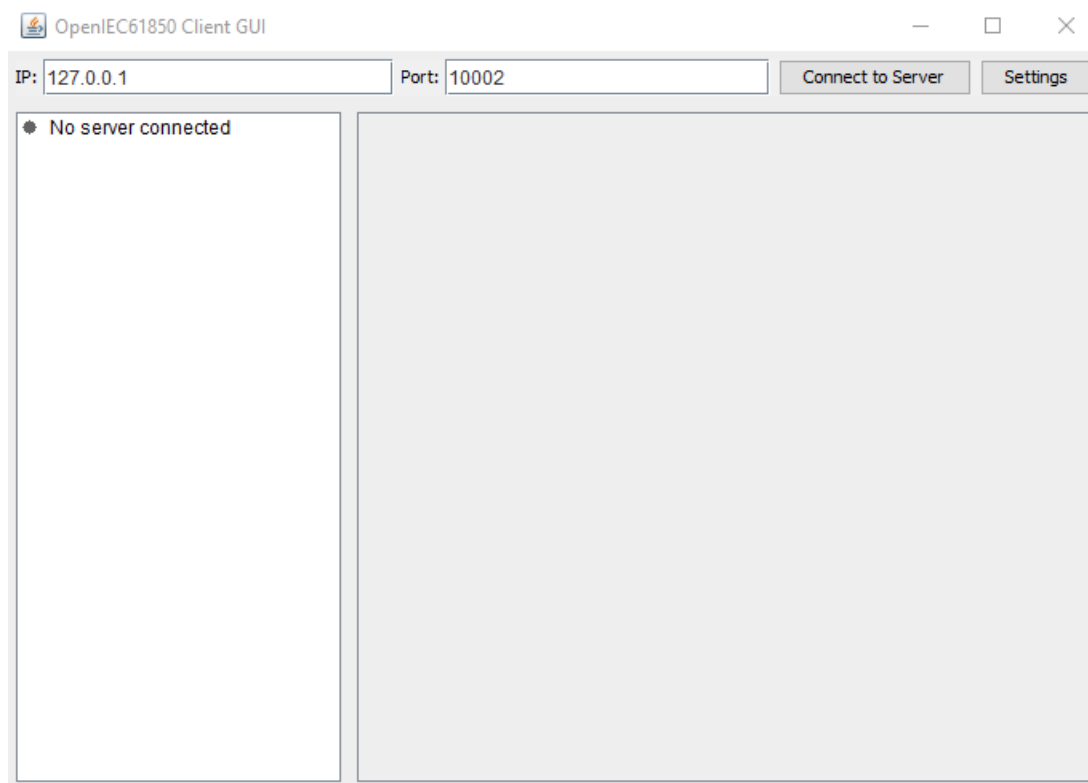 OpenIEC61850 Client GUI
IP: 127.0.0.1 Port: 10002 Connect to Server Settings
No server connected